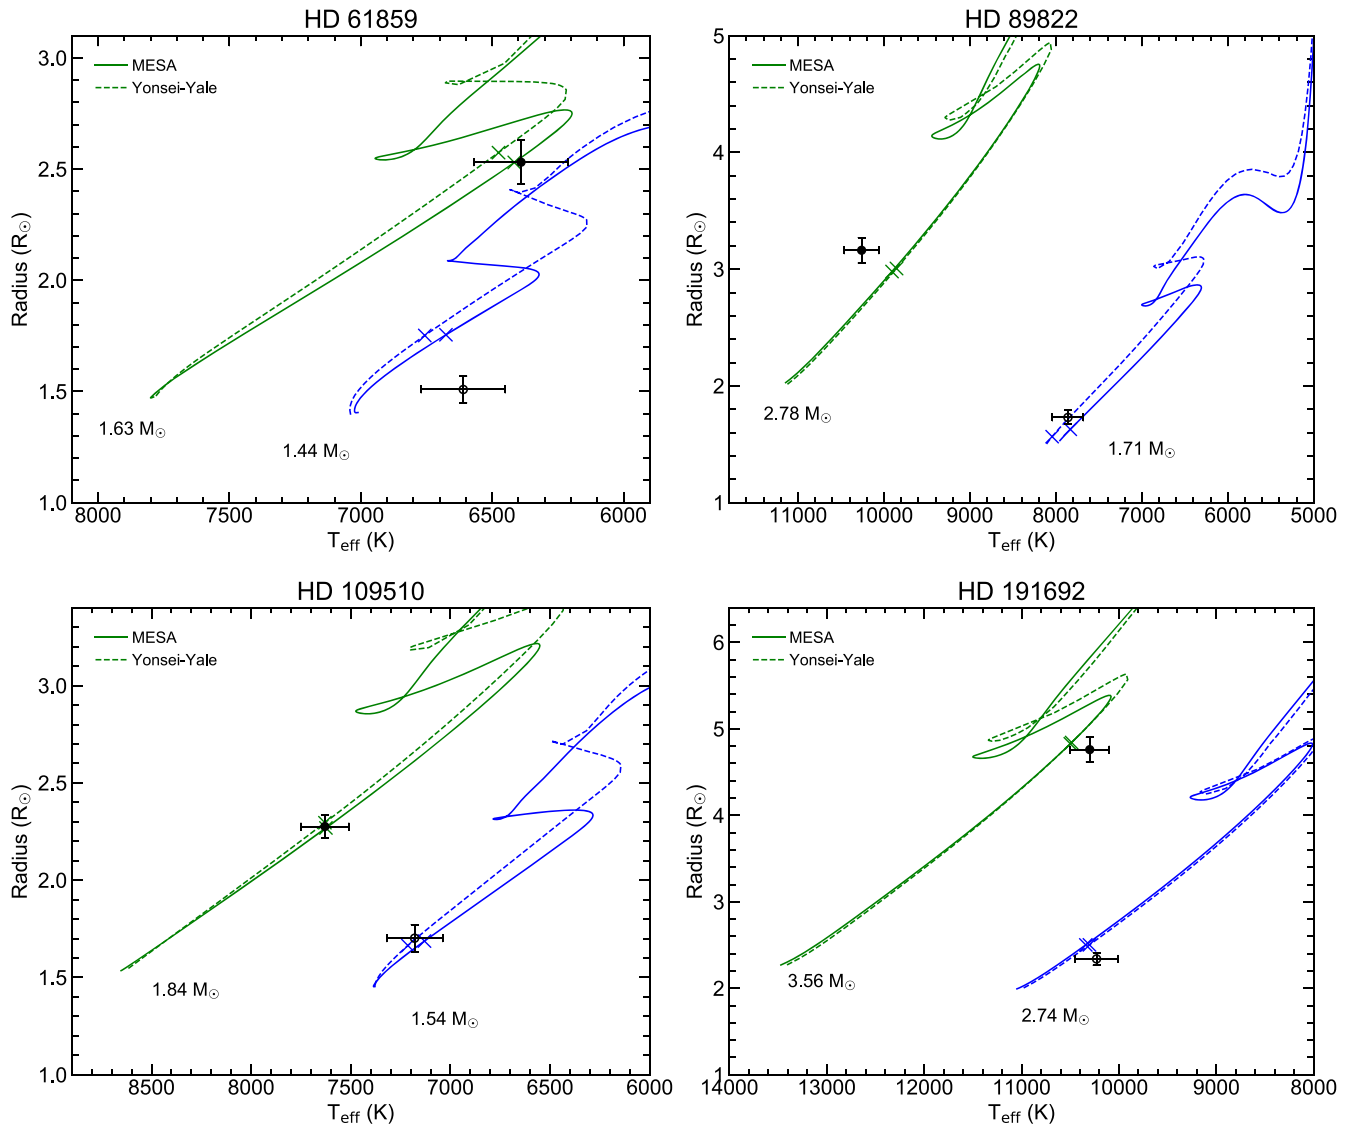 HD 61859
MESA
Yonsei-Yale
3.0
2.5
2.0
1.5
1.0
Radius (R☉)
1.63 M☉
1.44 M☉
8000 7500 7000 6500 6000
Teff (K)
HD 89822
MESA
Yonsei-Yale
5
4
3
2
1
Radius (R☉)
2.78 M☉
1.71 M☉
11000 10000 9000 8000 7000 6000 5000
Teff (K)
HD 109510
MESA
Yonsei-Yale
3.0
2.5
2.0
1.5
1.0
Radius (R☉)
1.84 M☉
1.54 M☉
8500 8000 7500 7000 6500 6000
Teff (K)
HD 191692
MESA
Yonsei-Yale
6
5
4
3
2
1
Radius (R☉)
3.56 M☉
2.74 M☉
14000 13000 12000 11000 10000 9000 8000
Teff (K)